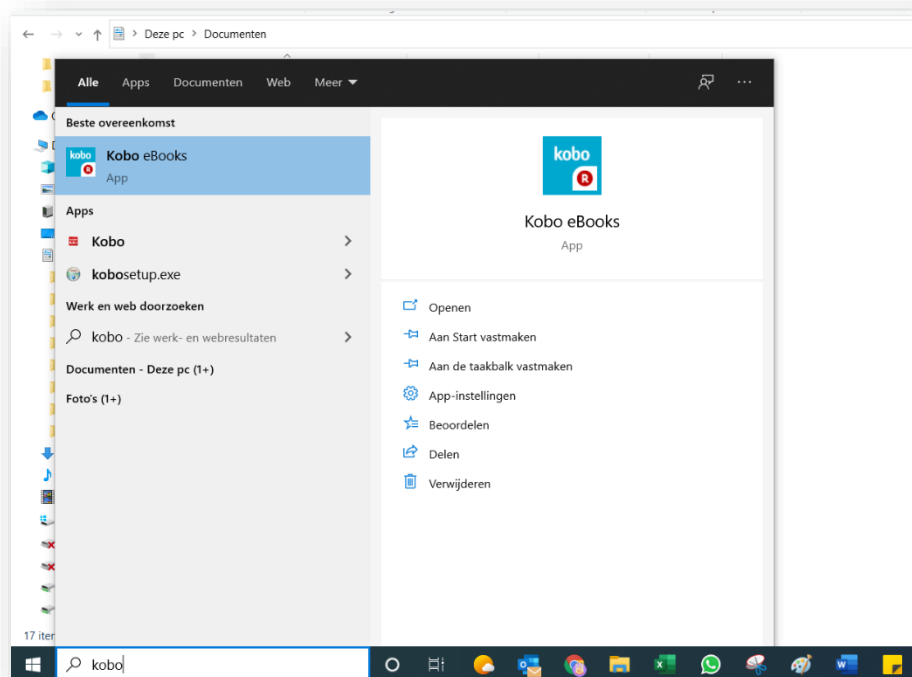 Deze pc > Documenten
Alle Apps Documenten Web Meer
Beste overeenkomst
kobo
R
Kobo eBooks
App
Apps
Kobo
kobosetup.exe
Werk en web doorzoeken
kobo - Zie werk- en webresultaten
Documenten - Deze pc (1+)
Foto's (1+)
kobo
R
Kobo eBooks
App
Openen
Aan Start vastmaken
Aan de taakbalk vastmaken
App-instellingen
Beoordelen
Delen
Verwijderen
17 iter
kobo